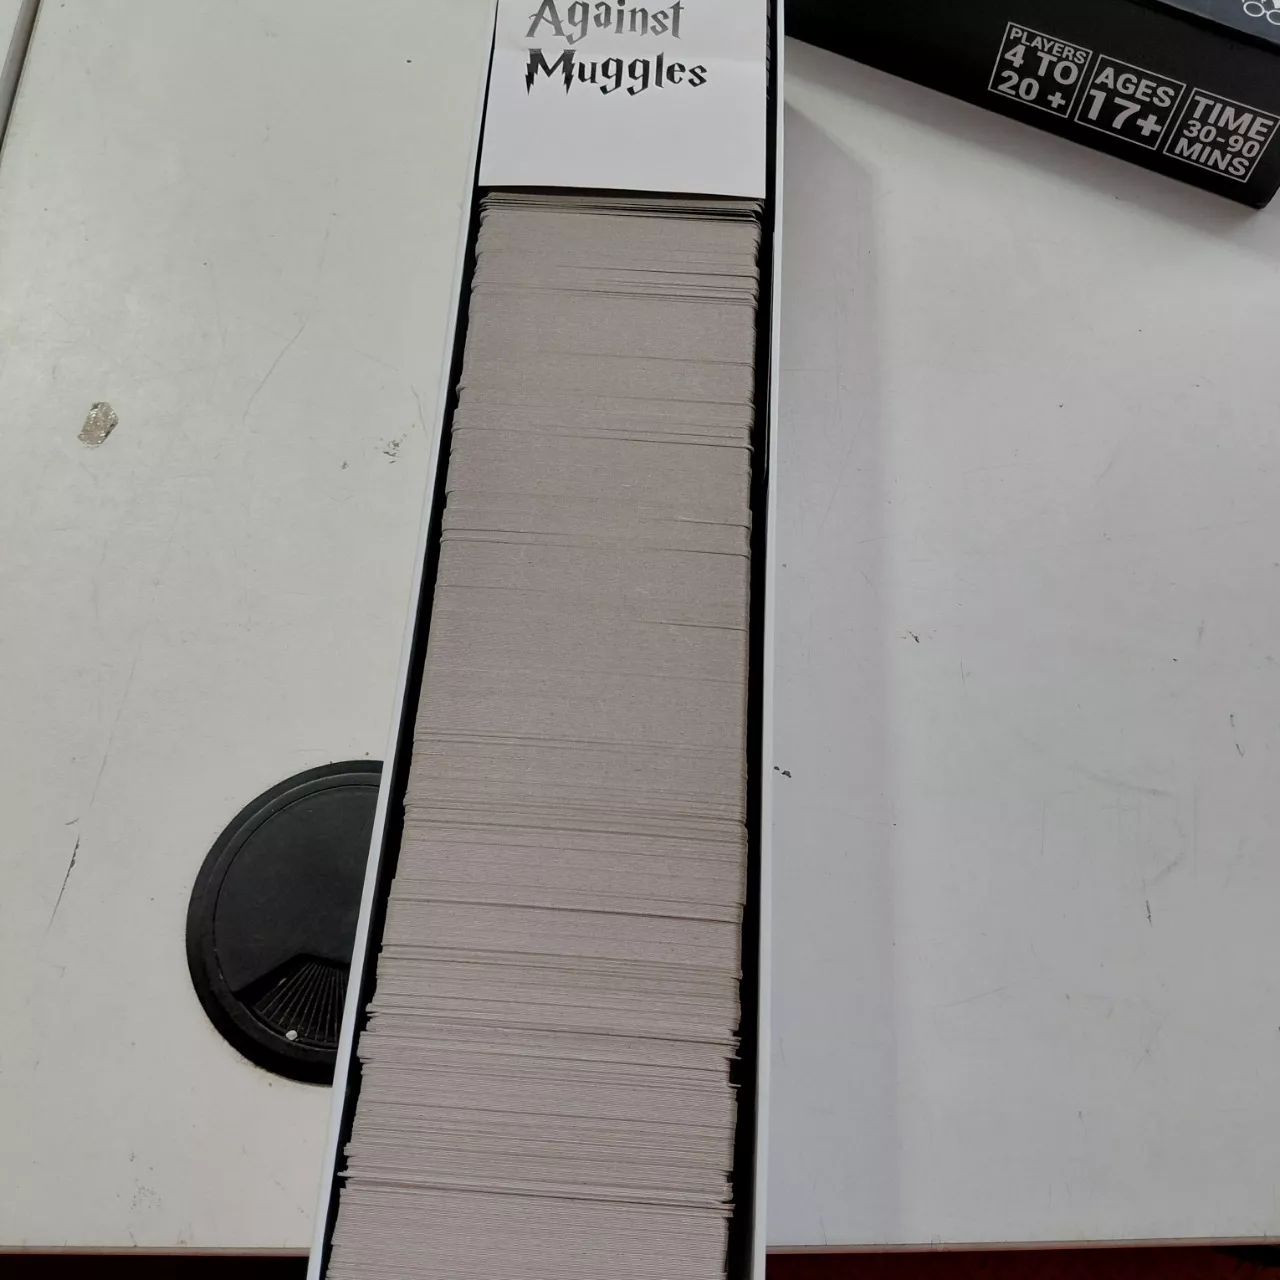 Against
Muggles
PLAYERS
4 TO
20 +
AGES
17+
TIME
30-90
MINS